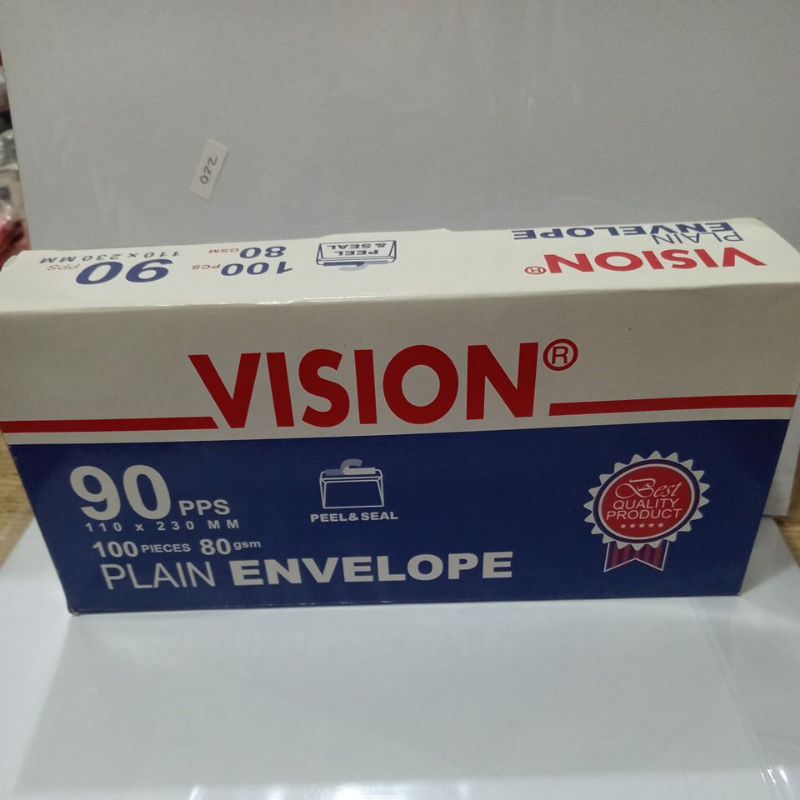 VISION®
PLAIN
ENVELOPE
PEEL
& SEAL
100 PCS
80 GSM
90 PPS
110 x 230 MM
VISION®
90 PPS
110 x 230 MM
PEEL&SEAL
100 PIECES 80 gsm
PLAIN ENVELOPE
Best
QUALITY
PRODUCT